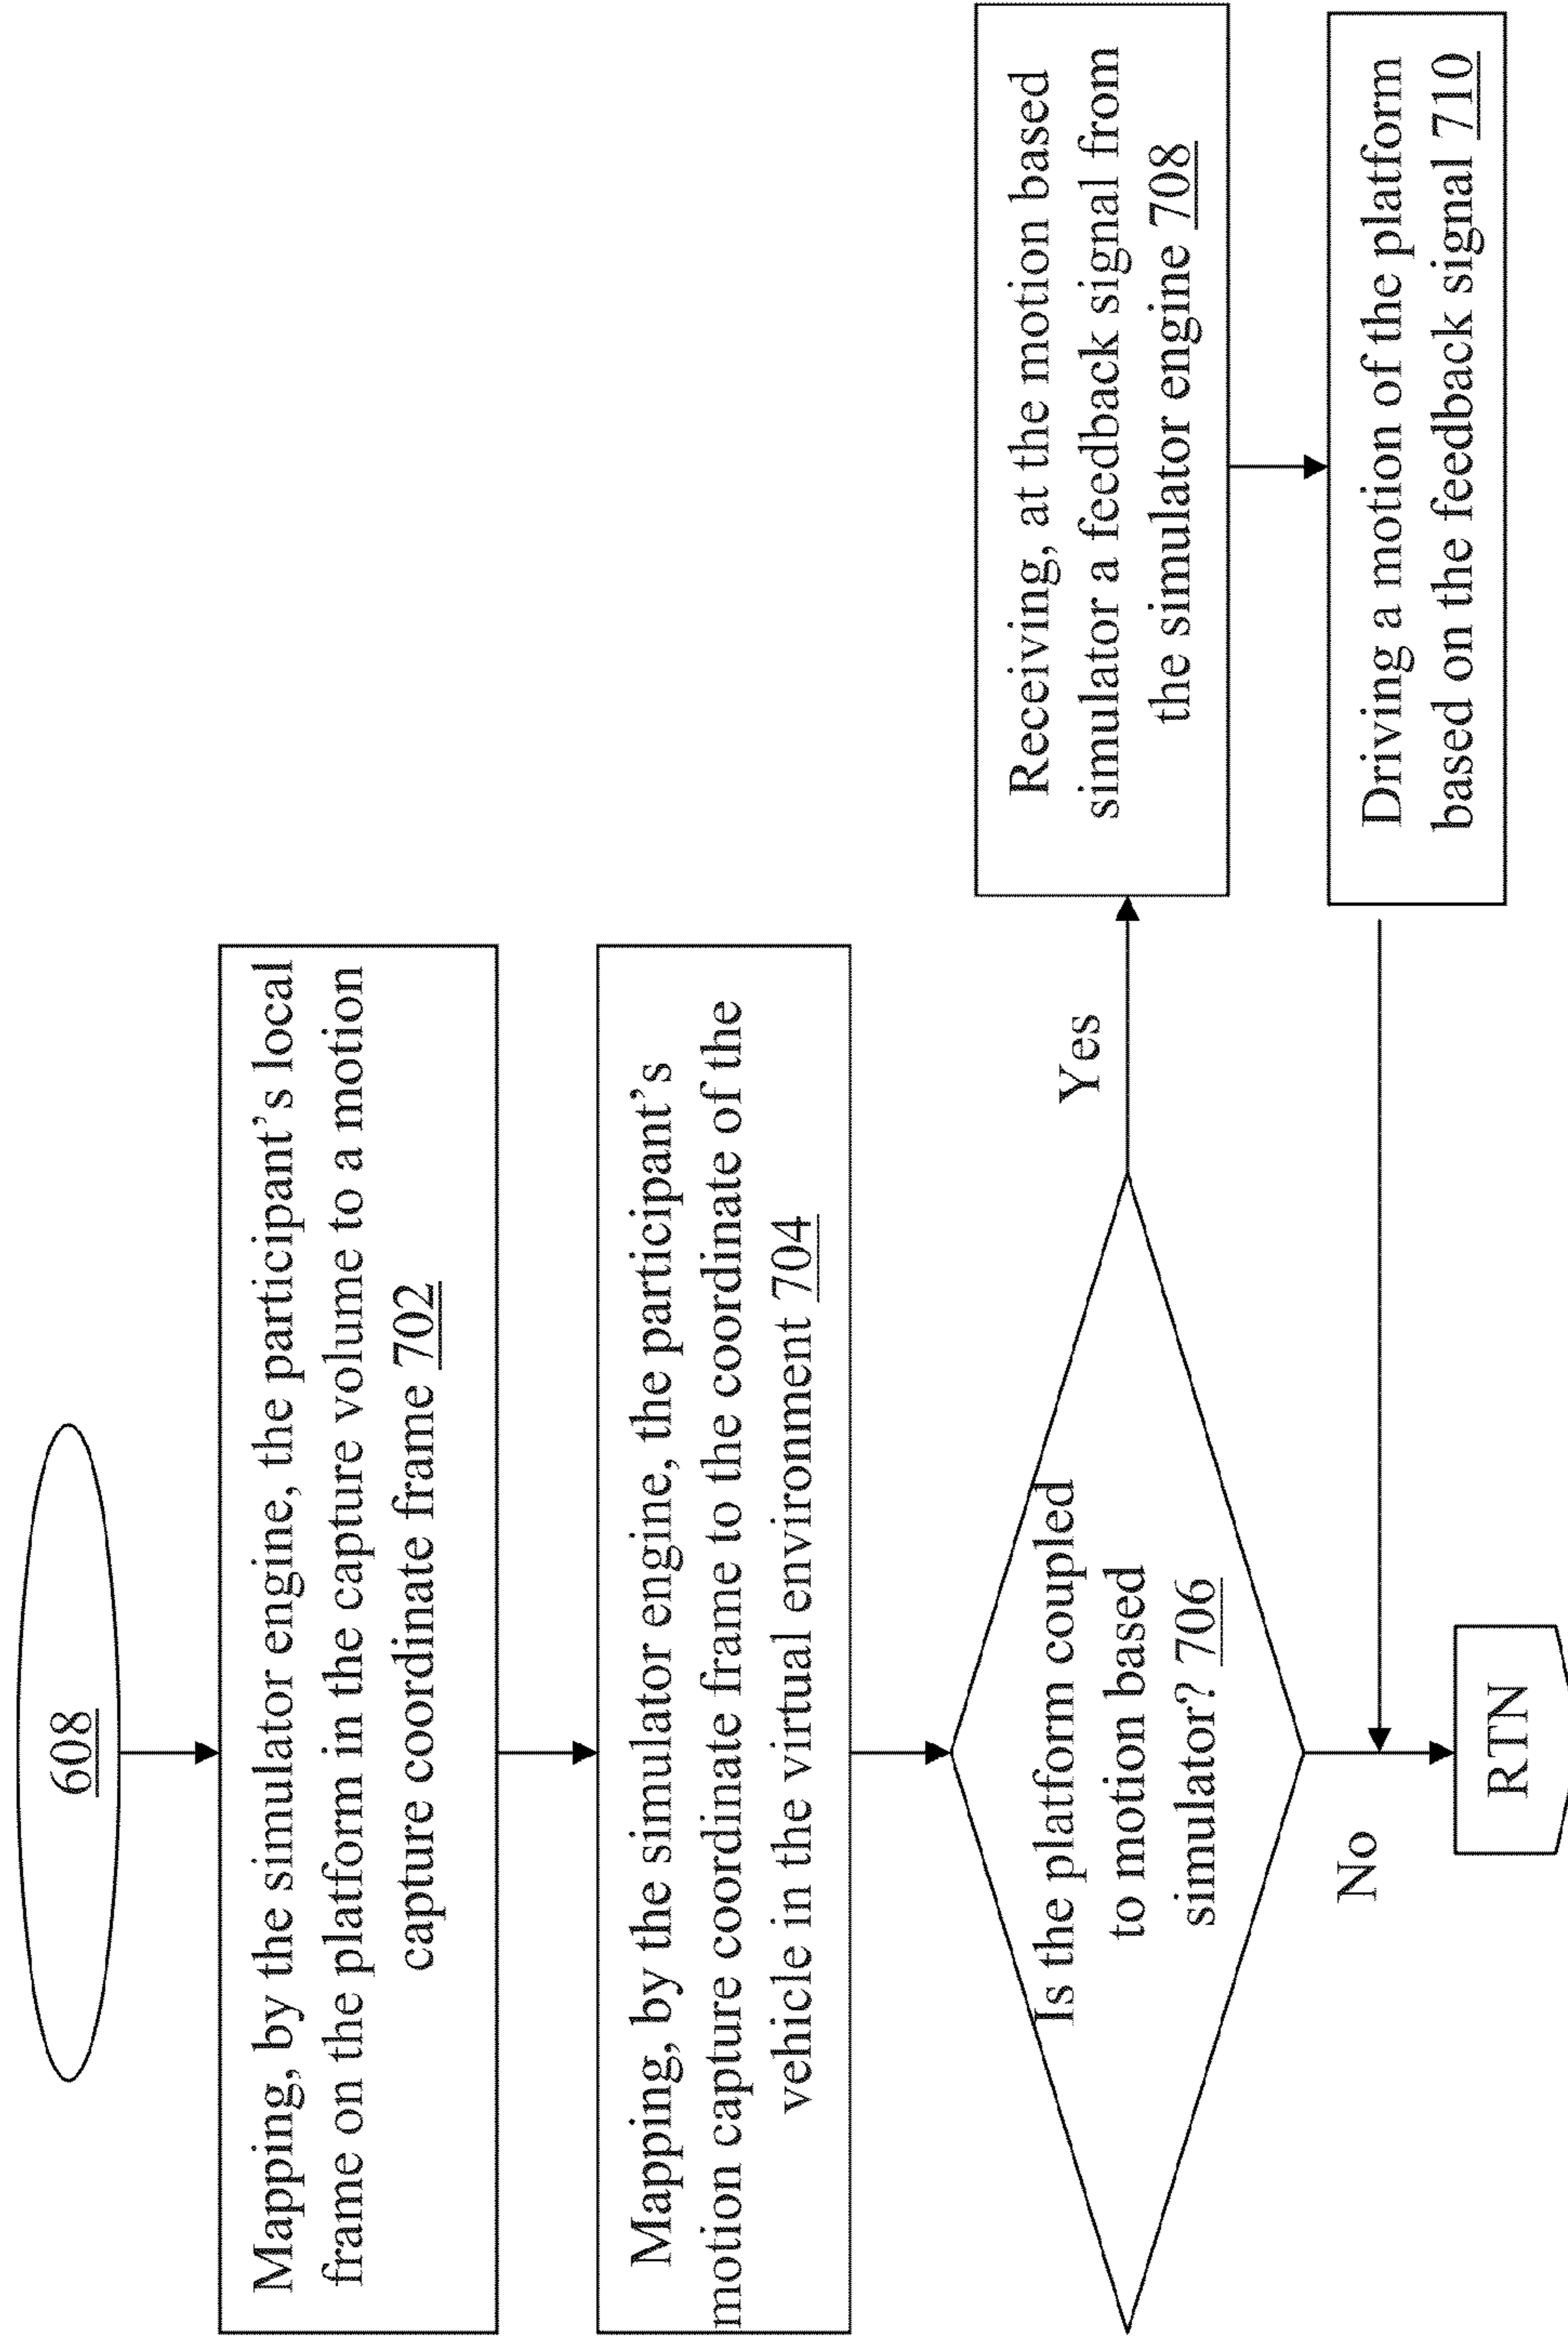 608
Mapping, by the simulator engine, the participant's local
frame on the platform in the capture volume to a motion
capture coordinate frame 702
Mapping, by the simulator engine, the participant's
motion capture coordinate frame to the coordinate of the
vehicle in the virtual environment 704
Is the platform coupled
to motion based
simulator? 706
Yes
Receiving, at the motion based
simulator a feedback signal from
the simulator engine 708
Driving a motion of the platform
based on the feedback signal 710
No
RTN